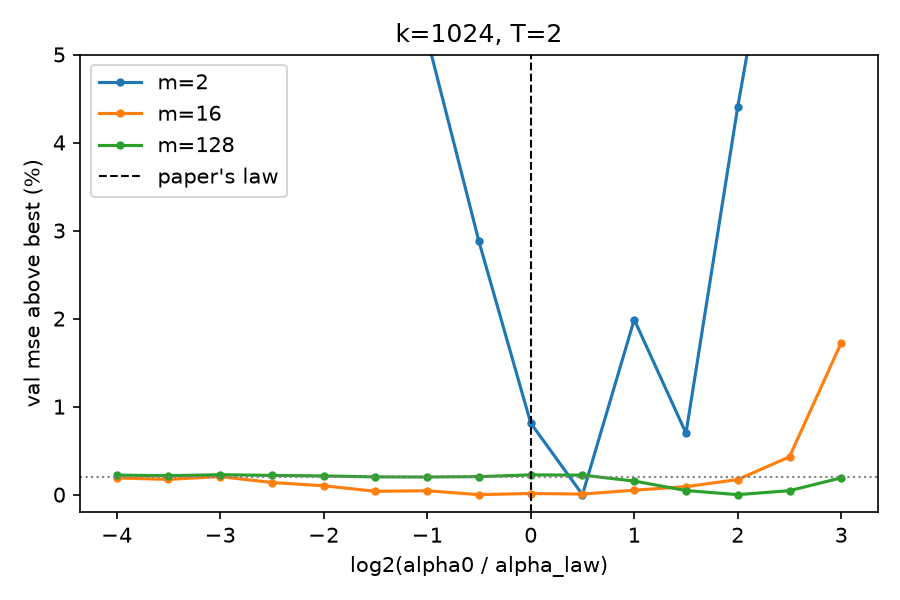 k=1024, T=2
val mse above best (%)
5
4
3
2
1
0
m=2
m=16
m=128
paper's law
−4
−3
−2
−1
0
1
2
3
log2(alpha0 / alpha_law)